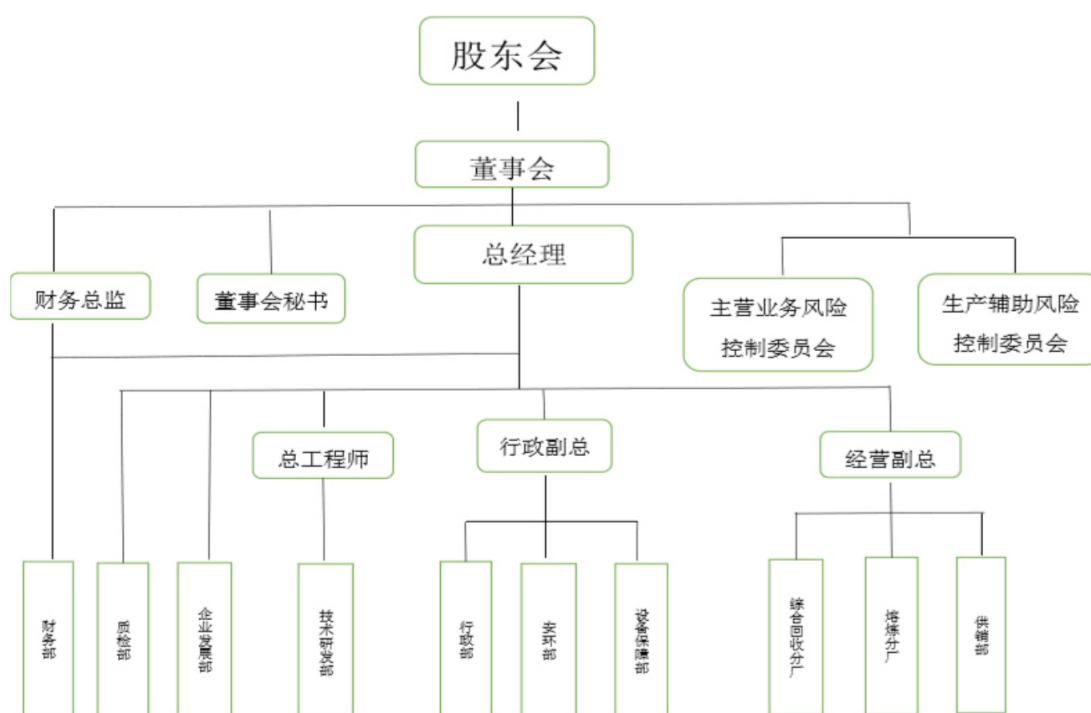 股东会
董事会
总经理
财务总监
董事会秘书
主营业务风险
控制委员会
生产辅助风险
控制委员会
总工程师
行政副总
经营副总
财务部
质检部
企业发展部
技术研发部
行政部
安环部
设备保障部
综合回收分厂
熔炼分厂
供销部